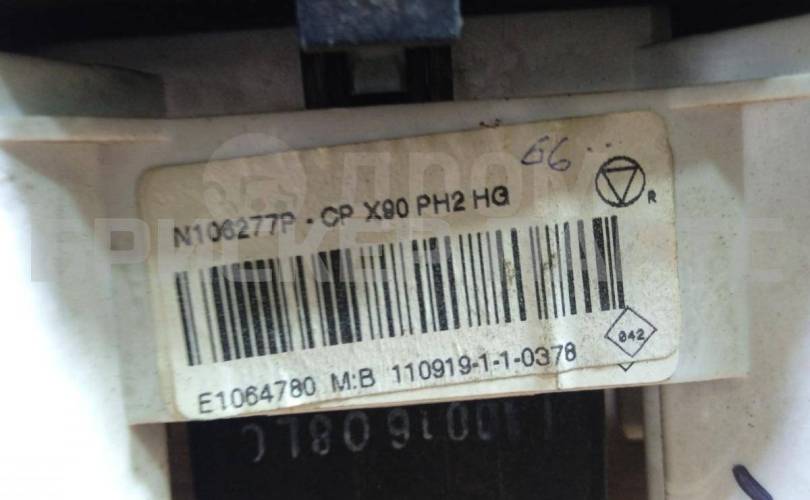 66
N106277P - CP X90 PH2 HG
R
042
E1064780 M:B 110919-1-1-0378